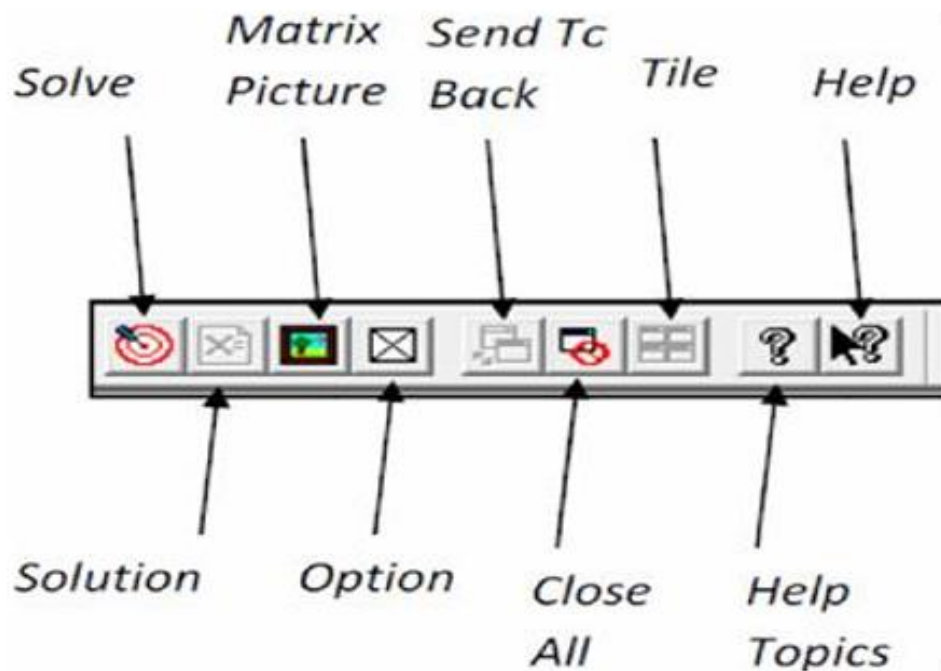 Matrix Send Tc
Solve Picture Back Tile Help
X=
? ?
Solution Option Close Help
All Topics